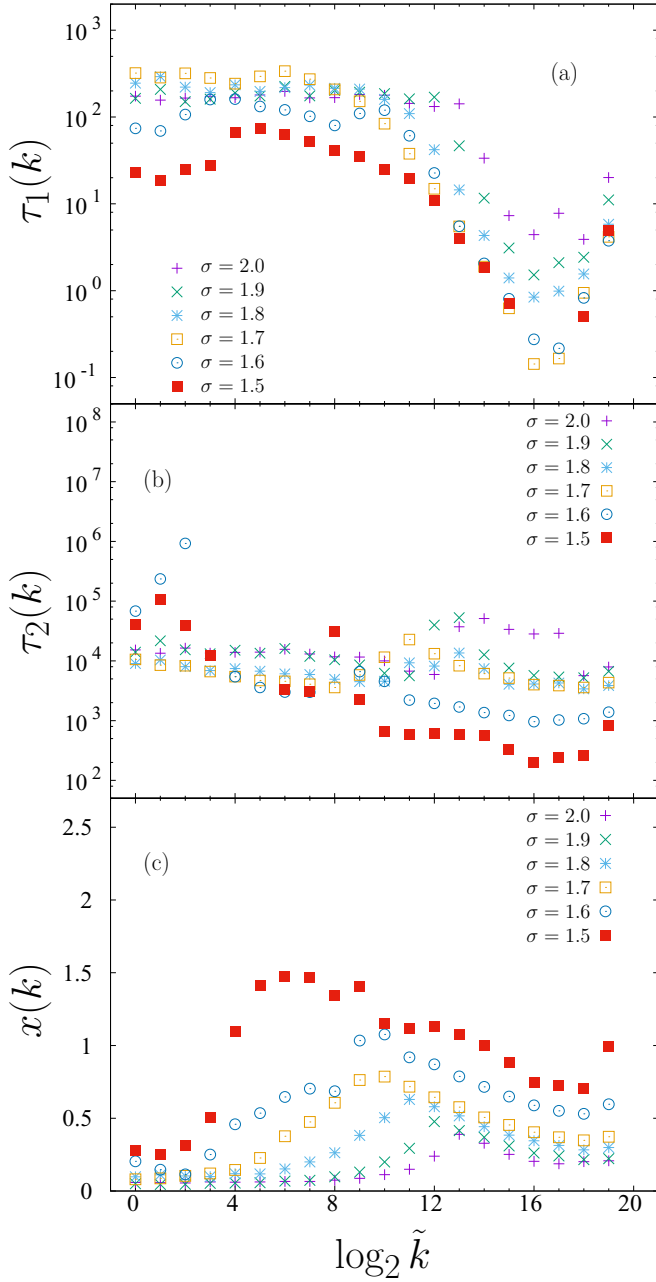 10^3
10^2
10^1
10^0
10^{-1}
τ_1(k)
(a)
σ = 2.0
σ = 1.9
σ = 1.8
σ = 1.7
σ = 1.6
σ = 1.5
10^8
10^7
10^6
10^5
10^4
10^3
10^2
τ_2(k)
(b)
σ = 2.0
σ = 1.9
σ = 1.8
σ = 1.7
σ = 1.6
σ = 1.5
2.5
2
1.5
1
0.5
0
x(k)
(c)
σ = 2.0
σ = 1.9
σ = 1.8
σ = 1.7
σ = 1.6
σ = 1.5
0 4 8 12 16 20
log_2 k̃